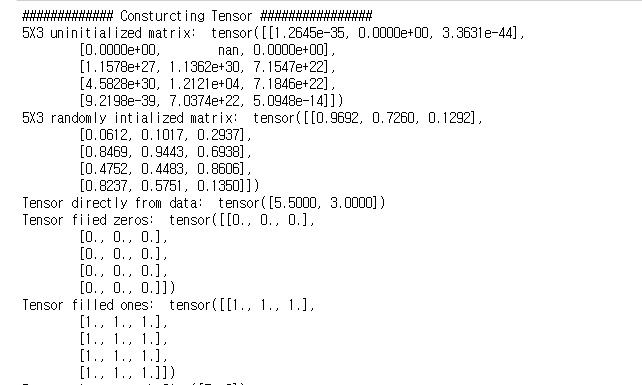 ############# Consturcting Tensor ################
5X3 uninitialized matrix:  tensor([[1.2645e-35, 0.0000e+00, 3.3631e-44],
        [0.0000e+00,        nan, 0.0000e+00],
        [1.1578e+27, 1.1362e+30, 7.1547e+22],
        [4.5828e+30, 1.2121e+04, 7.1846e+22],
        [9.2198e-39, 7.0374e+22, 5.0948e-14]])
5X3 randomly intialized matrix:  tensor([[0.9692, 0.7260, 0.1292],
        [0.0612, 0.1017, 0.2937],
        [0.8469, 0.9443, 0.6938],
        [0.4752, 0.4483, 0.8606],
        [0.8237, 0.5751, 0.1350]])
Tensor directly from data:  tensor([5.5000, 3.0000])
Tensor fiied zeros:  tensor([[0., 0., 0.],
        [0., 0., 0.],
        [0., 0., 0.],
        [0., 0., 0.],
        [0., 0., 0.]])
Tensor filled ones:  tensor([[1., 1., 1.],
        [1., 1., 1.],
        [1., 1., 1.],
        [1., 1., 1.],
        [1., 1., 1.]])